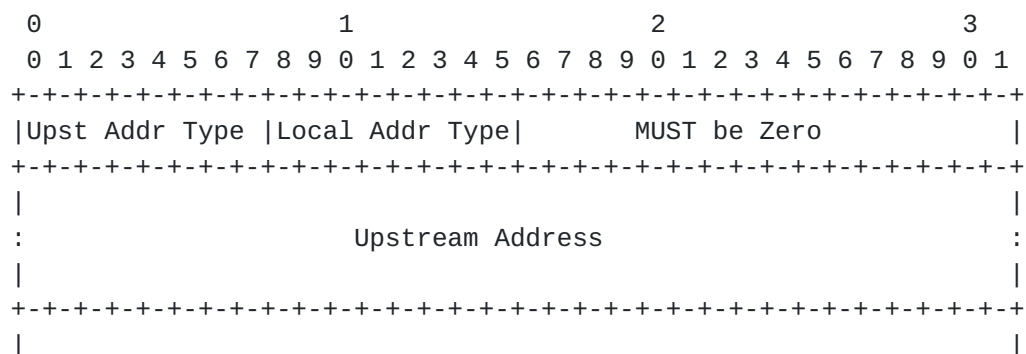 0                   1                   2                   3
 0 1 2 3 4 5 6 7 8 9 0 1 2 3 4 5 6 7 8 9 0 1 2 3 4 5 6 7 8 9 0 1
+-+-+-+-+-+-+-+-+-+-+-+-+-+-+-+-+-+-+-+-+-+-+-+-+-+-+-+-+-+-+-+-+
|Upst Addr Type |Local Addr Type|       MUST be Zero            |
+-+-+-+-+-+-+-+-+-+-+-+-+-+-+-+-+-+-+-+-+-+-+-+-+-+-+-+-+-+-+-+-+
|                                                               |
:                     Upstream Address                          :
|                                                               |
+-+-+-+-+-+-+-+-+-+-+-+-+-+-+-+-+-+-+-+-+-+-+-+-+-+-+-+-+-+-+-+-+
|                                                               |